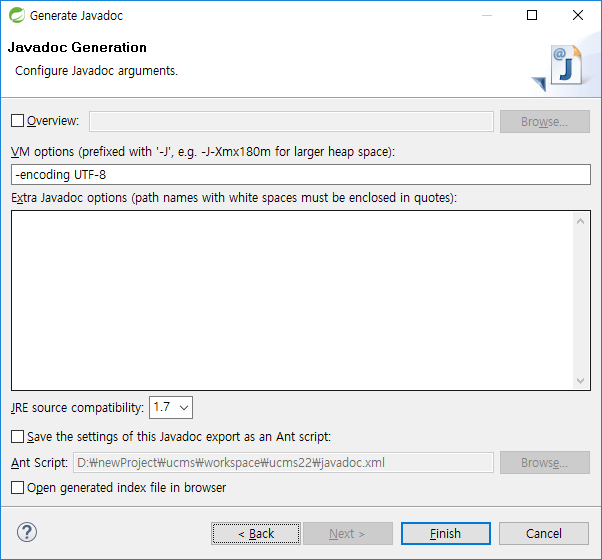 Generate Javadoc
Javadoc Generation
Configure Javadoc arguments.
@
J
Overview:
Browse...
VM options (prefixed with '-J', e.g. -J-Xmx180m for larger heap space):
-encoding UTF-8
Extra Javadoc options (path names with white spaces must be enclosed in quotes):
JRE source compatibility: 1.7
Save the settings of this Javadoc export as an Ant script:
Ant Script: D:₩newProject₩ucms₩workspace₩ucms22₩javadoc.xml Browse...
Open generated index file in browser
? < Back Next > Finish Cancel